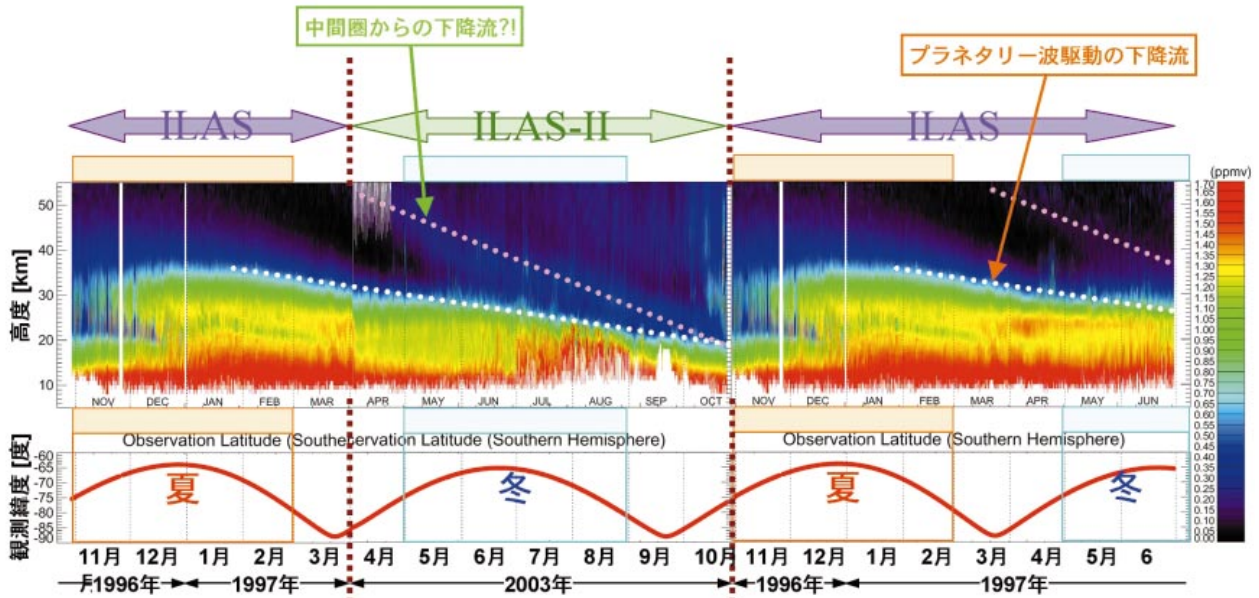 中間圏からの下降流?!
プラネタリー波駆動の下降流
ILAS
ILAS-II
ILAS
(ppmv)
高度 [km]
50
40
30
20
10
1.70
1.65
1.60
1.55
1.50
1.45
1.40
1.35
1.30
1.25
1.20
1.15
1.10
1.05
1.00
0.95
0.90
0.85
0.80
0.75
0.70
0.65
0.60
0.55
0.50
0.45
0.40
0.35
0.30
0.25
0.20
0.15
0.10
0.05
0.00
NOV DEC JAN FEB MAR APR MAY JUN JUL AUG SEP OCT NOV DEC JAN FEB MAR APR MAY JUN
Observation Latitude (Southe
ervation Latitude (Southern Hemisphere)
Observation Latitude (Southern Hemisphere)
観測緯度 [度]
-60
-65
-70
-75
-80
-85
-90
夏
冬
夏
冬
11月 12月 1月 2月 3月 4月 5月 6月 7月 8月 9月 10月 11月 12月 1月 2月 3月 4月 5月 6
1996年 1997年 2003年 1996年 1997年